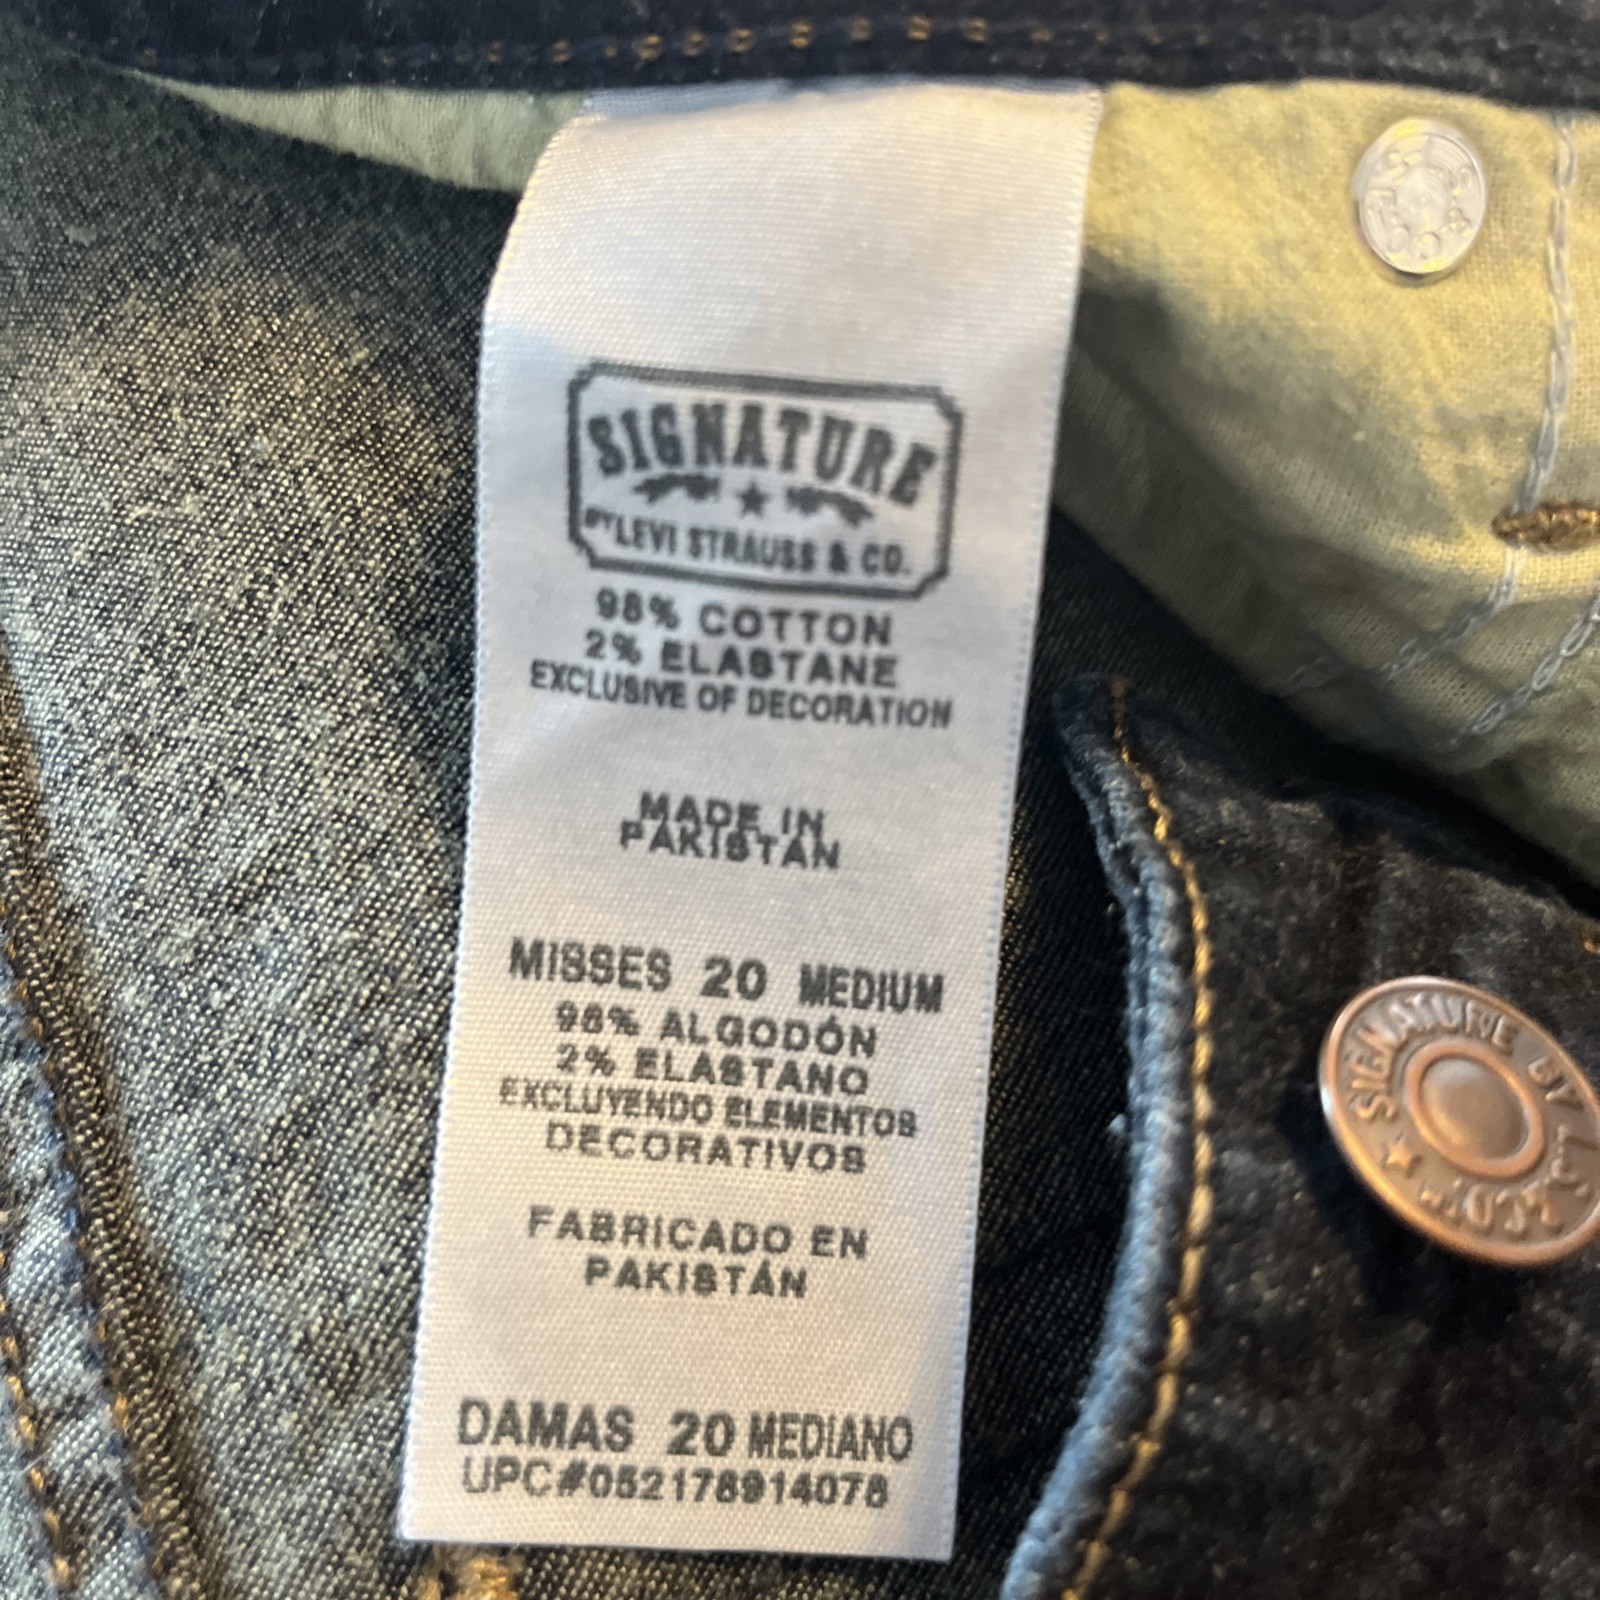 SIGNATURE
BY LEVI STRAUSS & CO.
98% COTTON
2% ELASTANE
EXCLUSIVE OF DECORATION
MADE IN
PAKISTAN
MISSES 20 MEDIUM
98% ALGODÓN
2% ELASTANO
EXCLUYENDO ELEMENTOS
DECORATIVOS
FABRICADO EN
PAKISTÁN
DAMAS 20 MEDIANO
UPC#052178914078
SIGNATURE BY L.S. & CO.